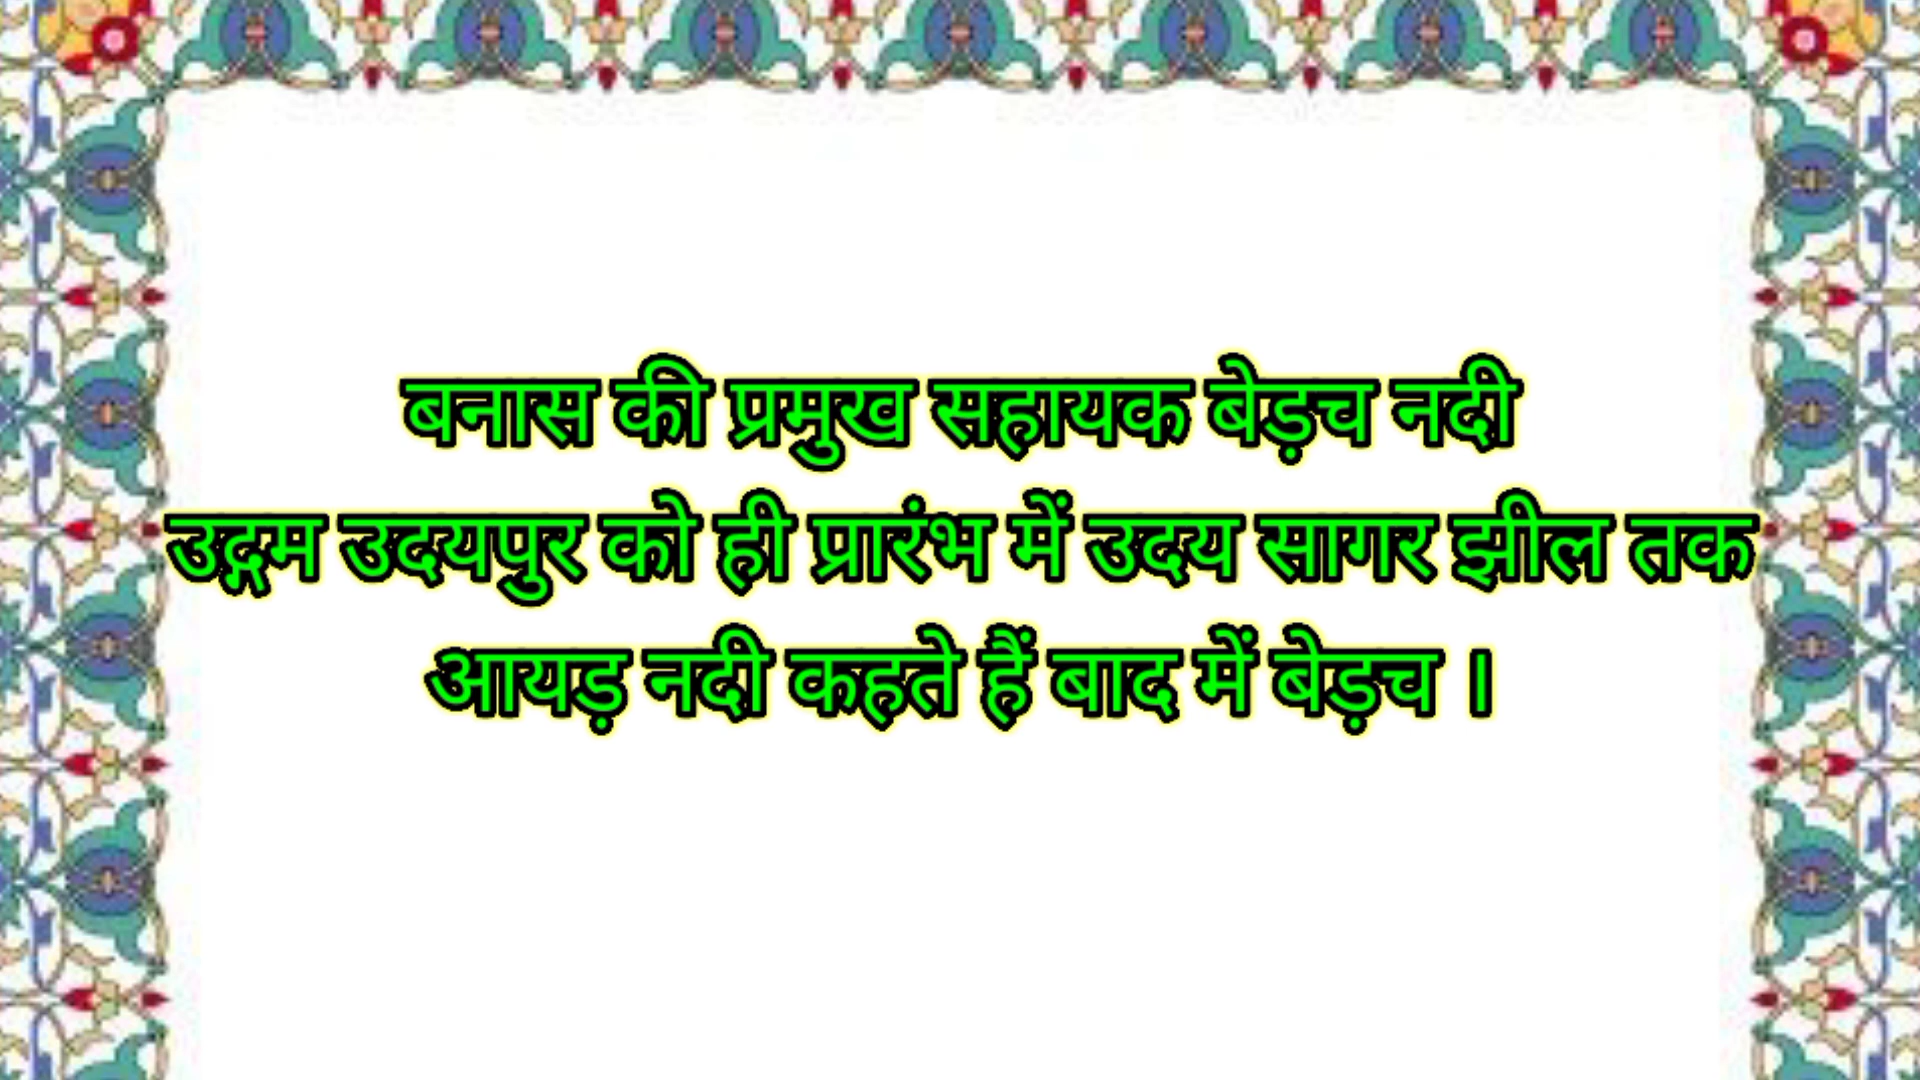 बनास की प्रमुख सहायक बेड़च नदी
उद्गम उदयपुर को ही प्रारंभ में उदय सागर झील तक
आयड़ नदी कहते हैं बाद में बेड़च ।